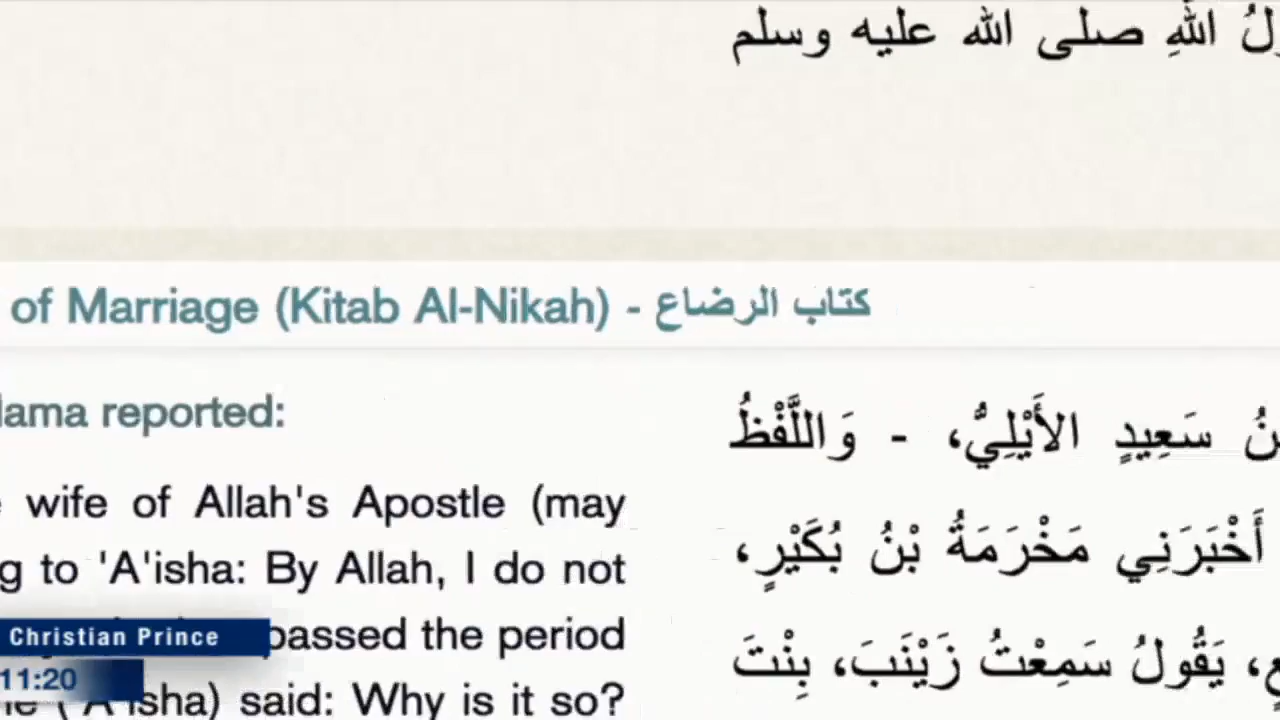 ولُ اللهِ صلى الله عليه وسلم
of Marriage (Kitab Al-Nikah) - كتاب الرضاع
lama reported:
wife of Allah's Apostle (may
g to 'A'isha: By Allah, I do not
passed the period
A'isha) said: Why is it so?
سَعِيدٍ الأَيْلِيُّ، - وَاللَّفْظُ
أَخْبَرَنِي مَخْرَمَةُ بْنُ بُكَيْرٍ،
يَقُولُ سَمِعْتُ زَيْنَبَ، بِنْتَ
Christian Prince
11:20